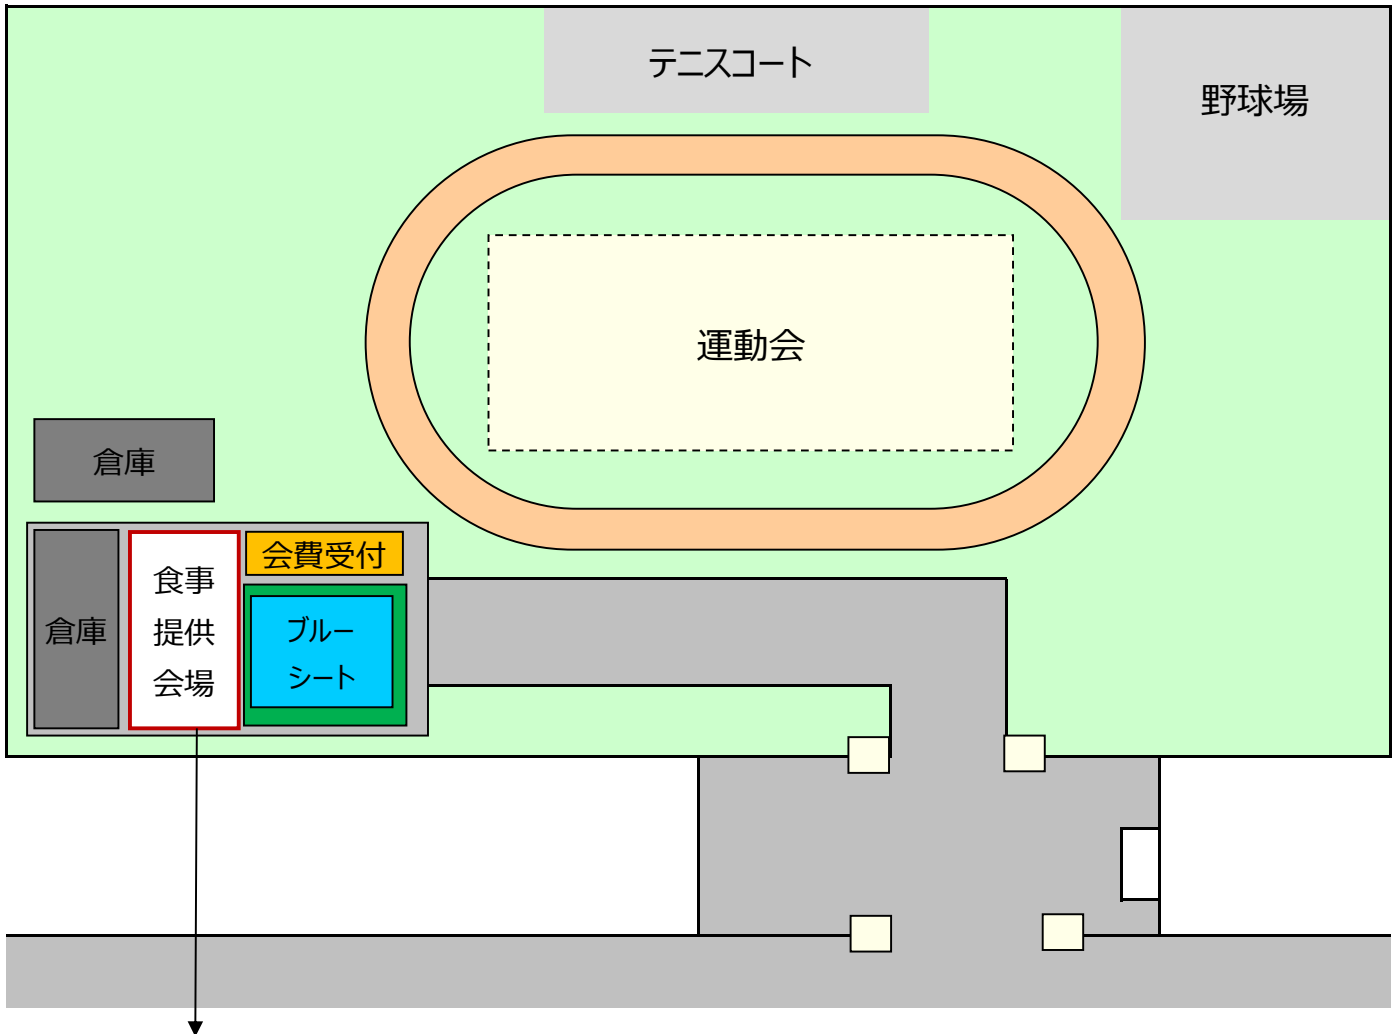 テニスコート
野球場
運動会
倉庫
会費受付
食事
提供
会場
倉庫
ブルー
シート